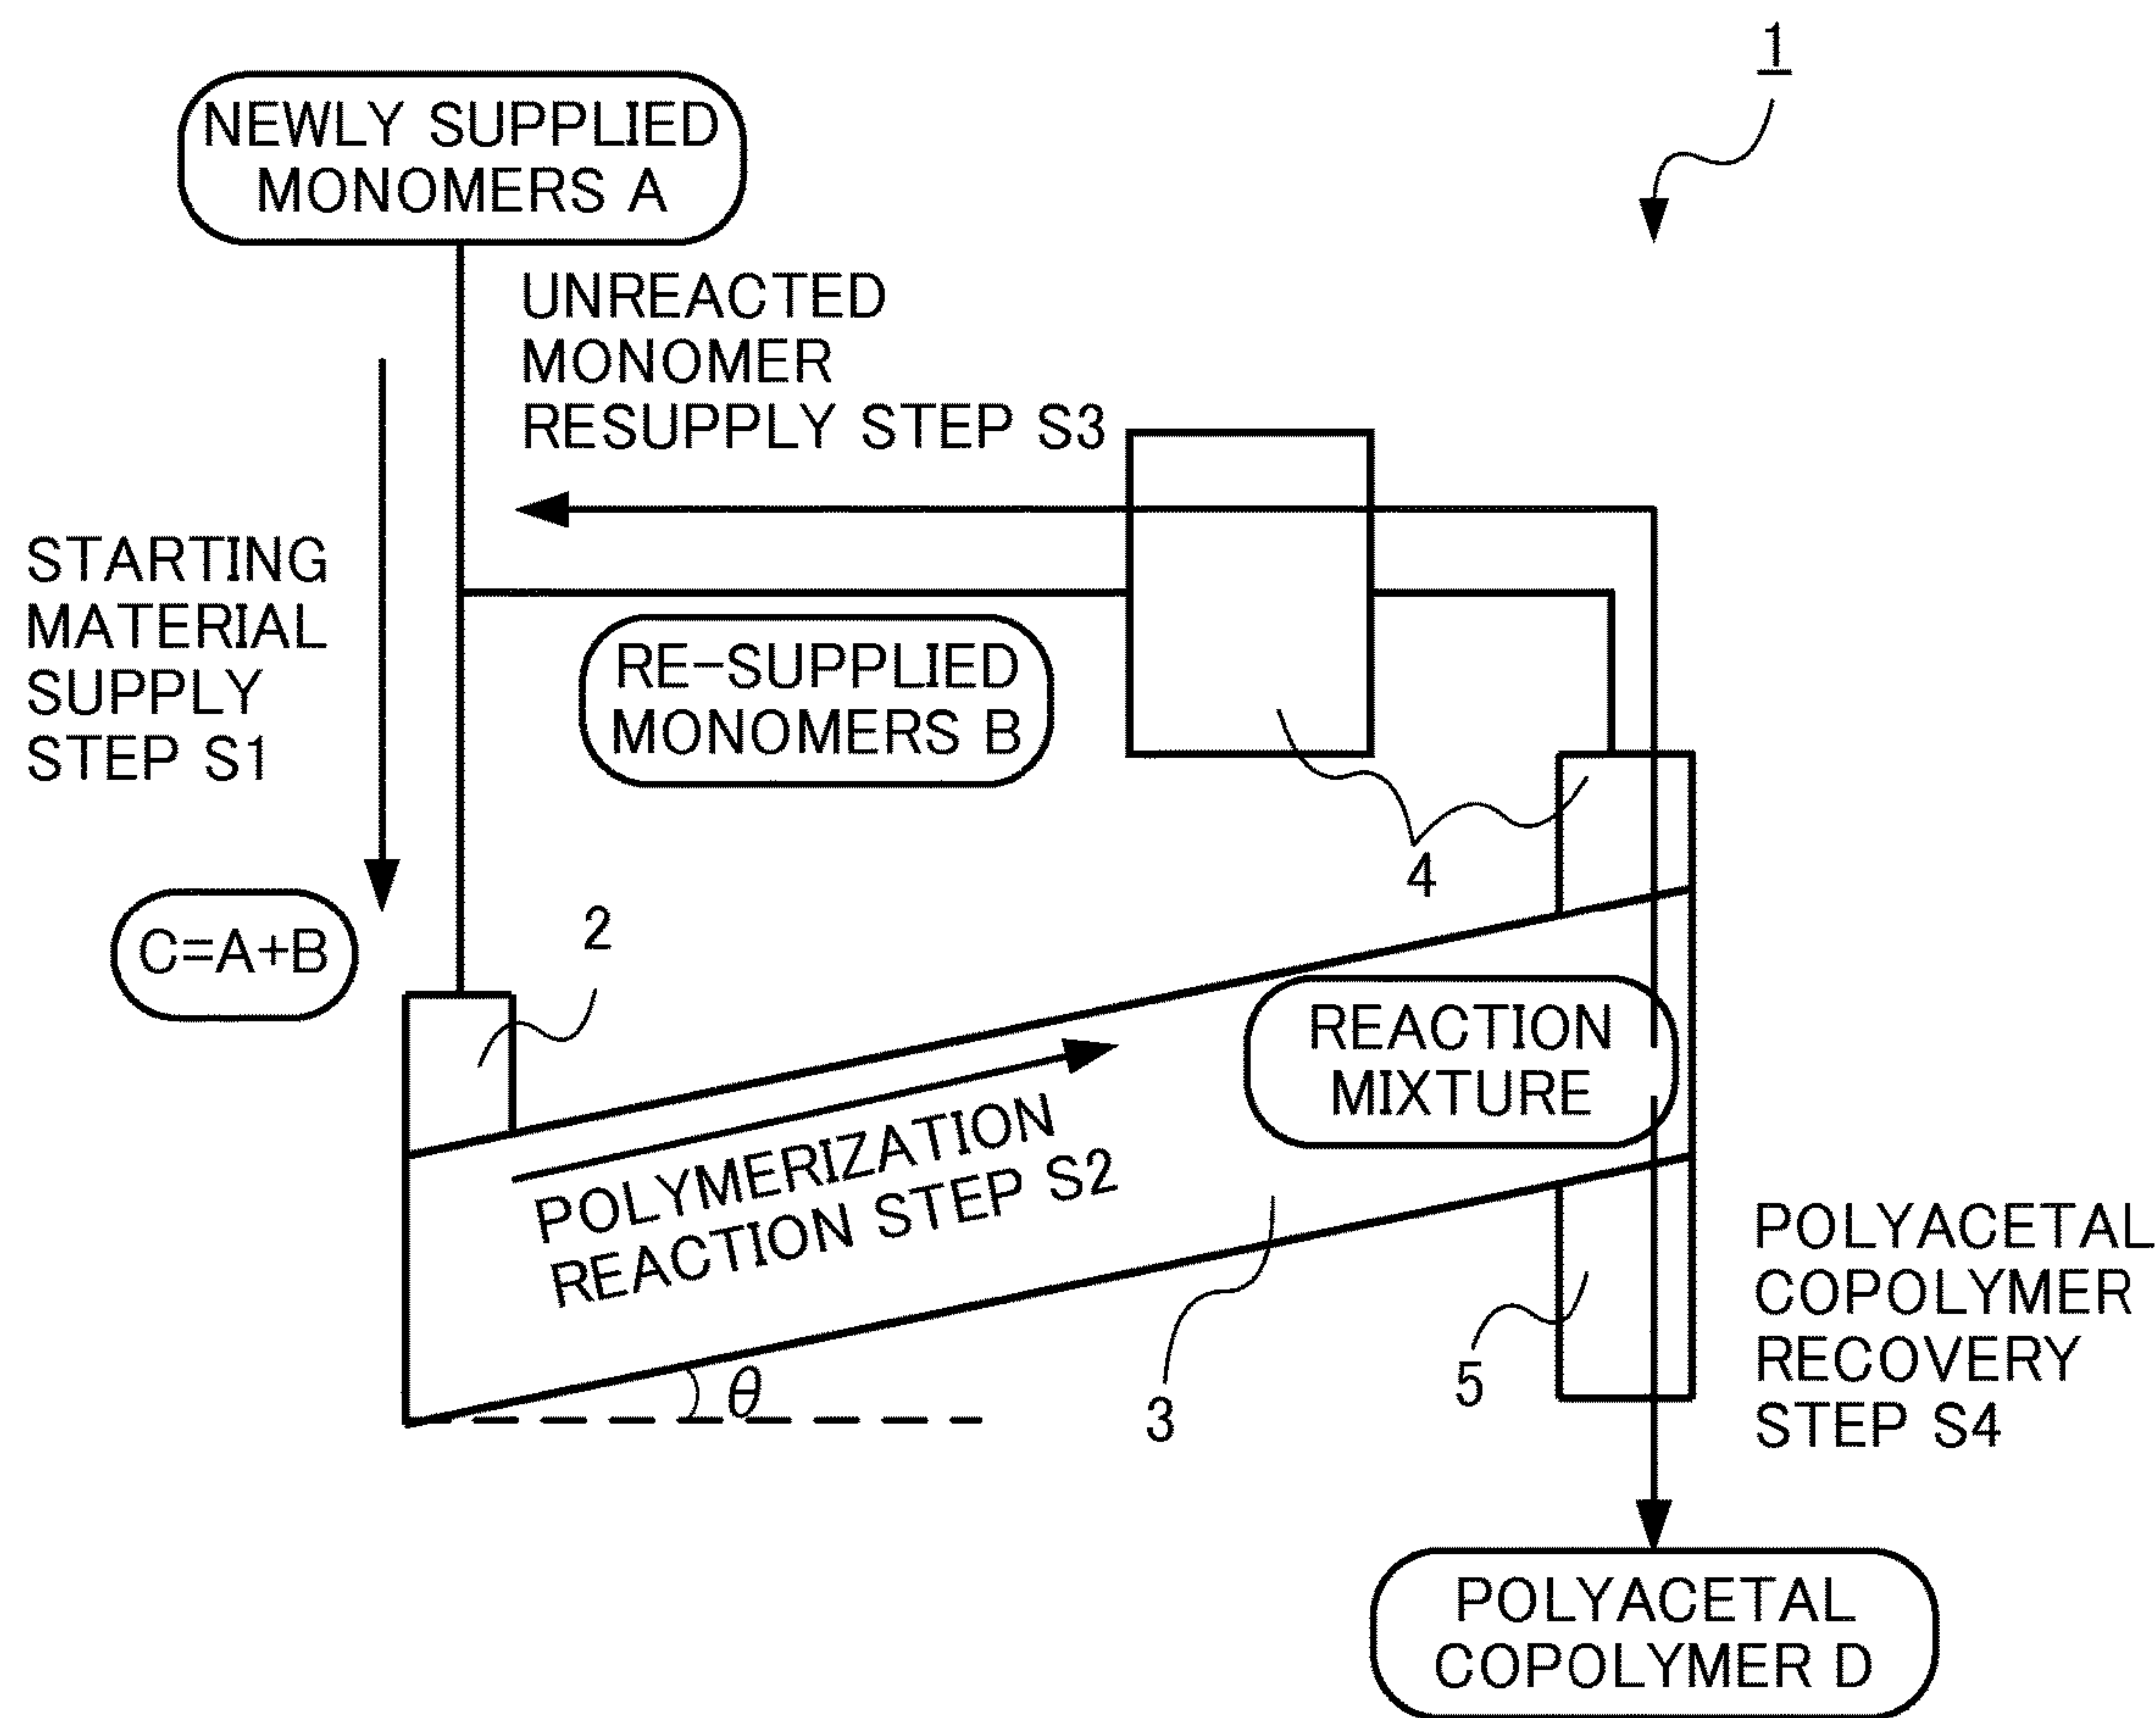 1
NEWLY SUPPLIED
MONOMERS A
UNREACTED
MONOMER
RESUPPLY STEP S3
STARTING
MATERIAL
SUPPLY
STEP S1
RE-SUPPLIED
MONOMERS B
4
C=A+B
2
REACTION
MIXTURE
POLYMERIZATION
REACTION STEP S2
POLYACETAL
COPOLYMER
RECOVERY
STEP S4
θ
3
5
POLYACETAL
COPOLYMER D